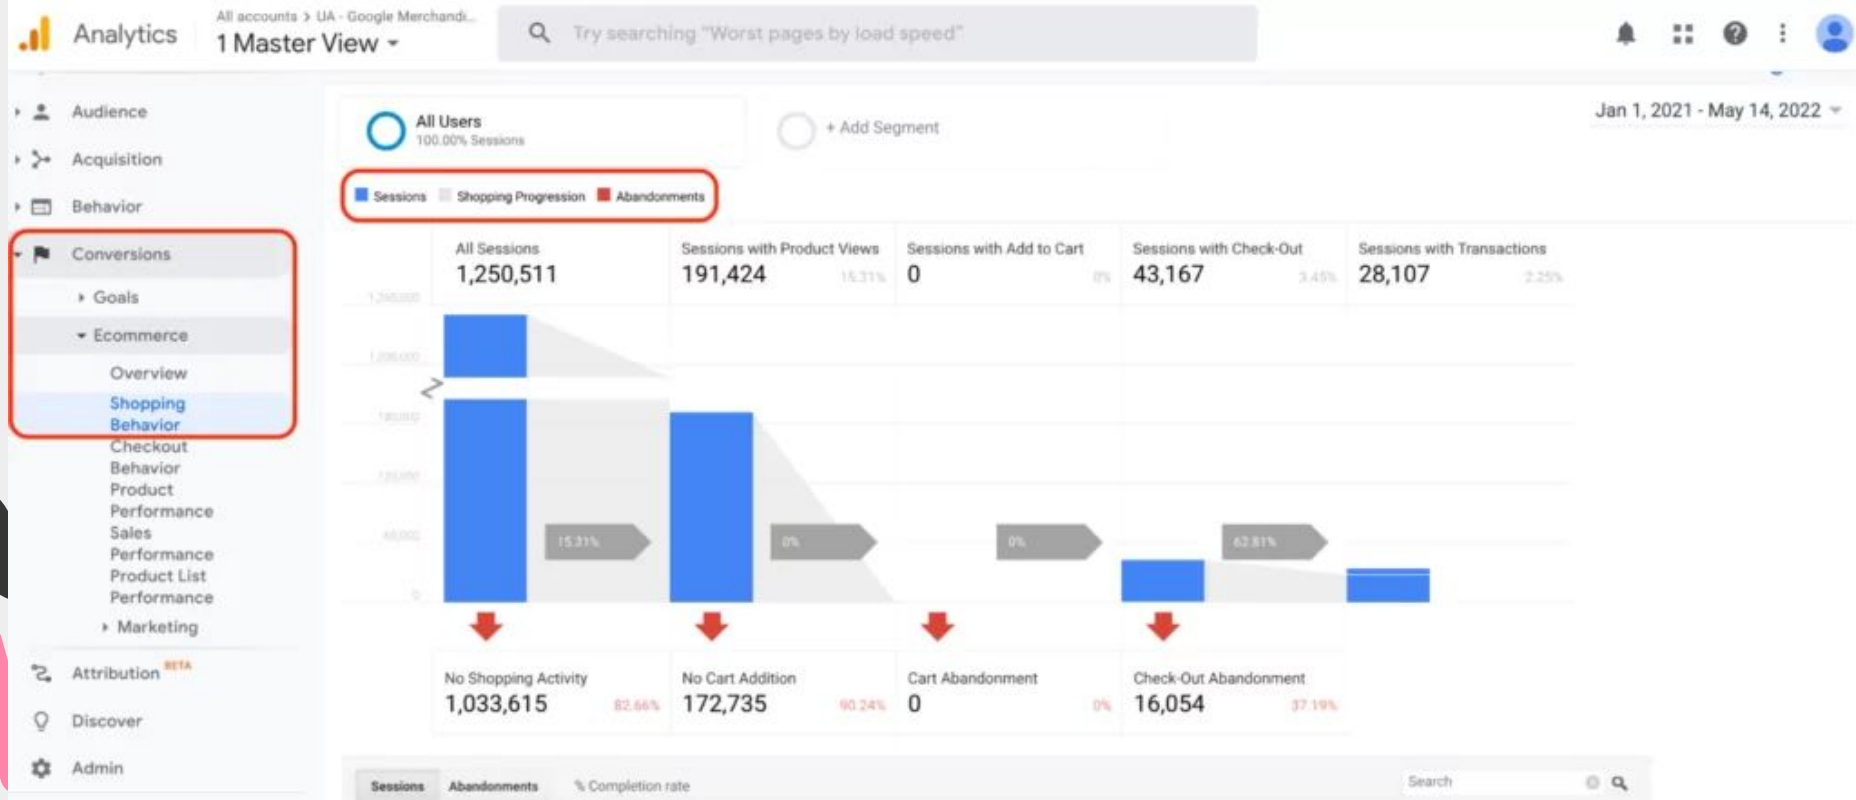 All accounts > UA - Google Merchandi...
Analytics
1 Master View
Try searching "Worst pages by load speed"
Audience
Acquisition
Behavior
Conversions
Goals
Ecommerce
Overview
Shopping
Behavior
Checkout
Behavior
Product
Performance
Sales
Performance
Product List
Performance
Marketing
Attribution BETA
Discover
Admin
All Users
100.00% Sessions
+ Add Segment
Jan 1, 2021 - May 14, 2022
Sessions Shopping Progression Abandonments
All Sessions
1,250,511
Sessions with Product Views
191,424 15.31%
Sessions with Add to Cart
0 0%
Sessions with Check-Out
43,167 3.45%
Sessions with Transactions
28,107 2.25%
180,000
60,000
0
15.31% 0% 0% 62.81%
No Shopping Activity
1,033,615 82.66%
No Cart Addition
172,735 90.24%
Cart Abandonment
0 0%
Check-Out Abandonment
16,054 37.19%
Sessions Abandonments % Completion rate
Search